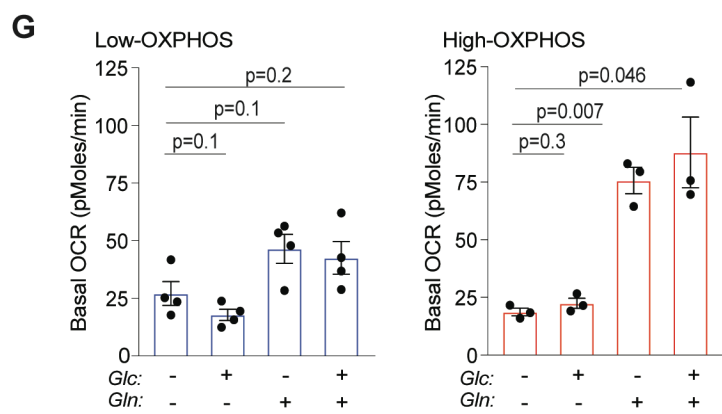 G
Low-OXPHOS
125
100
75
50
25
0
Basal OCR (pMoles/min)
p=0.2
p=0.1
p=0.1
Glc: - + - +
Gln: - - + +
High-OXPHOS
125
100
75
50
25
0
Basal OCR (pMoles/min)
p=0.046
p=0.007
p=0.3
Glc: - + - +
Gln: - - + +